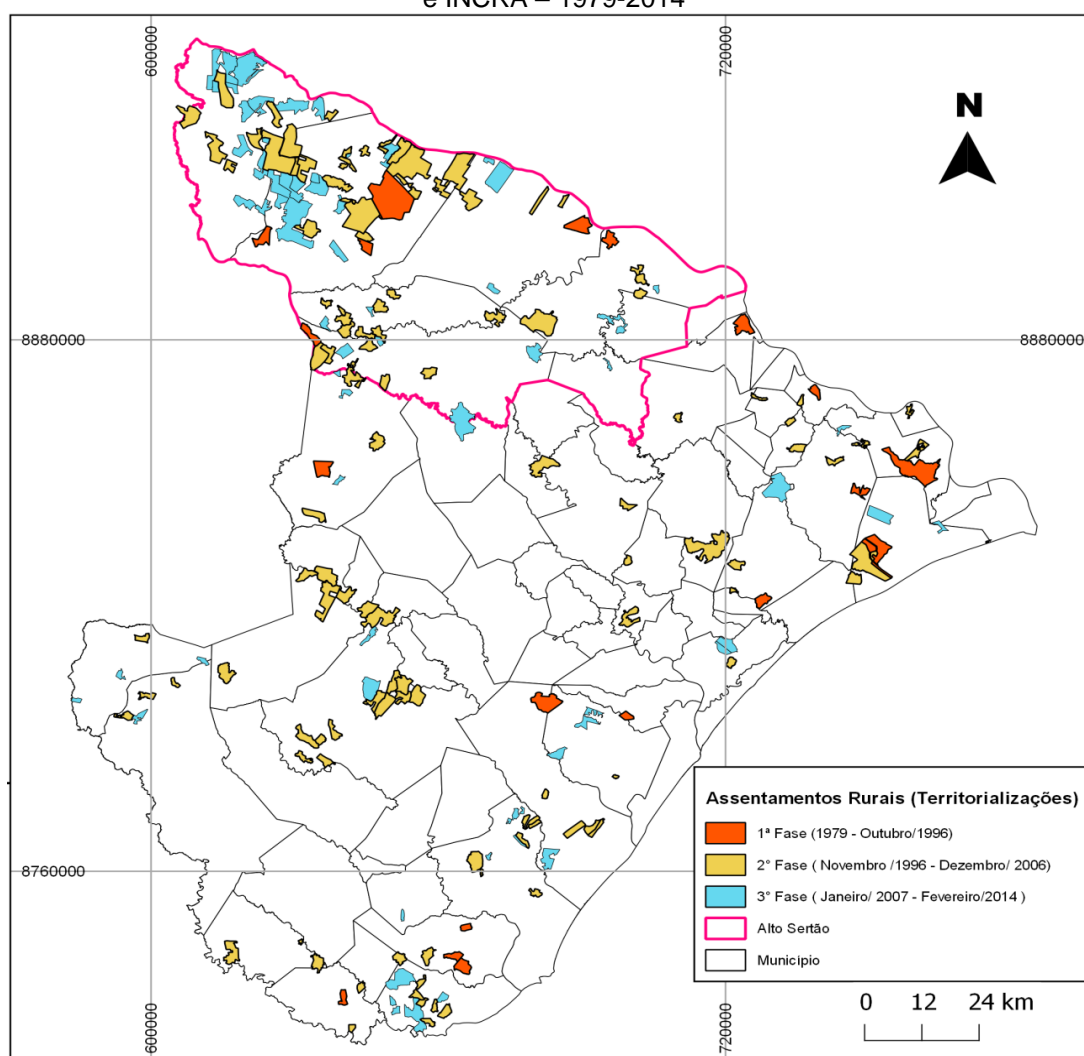 e INCRA – 1979-2014
600000
720000
N
8880000
8880000
8760000
Assentamentos Rurais (Territorializações)
1ª Fase (1979 - Outubro/1996)
2° Fase ( Novembro /1996 - Dezembro/ 2006)
3° Fase ( Janeiro/ 2007 - Fevereiro/2014 )
Alto Sertão
Municipio
0 12 24 km
600000
720000